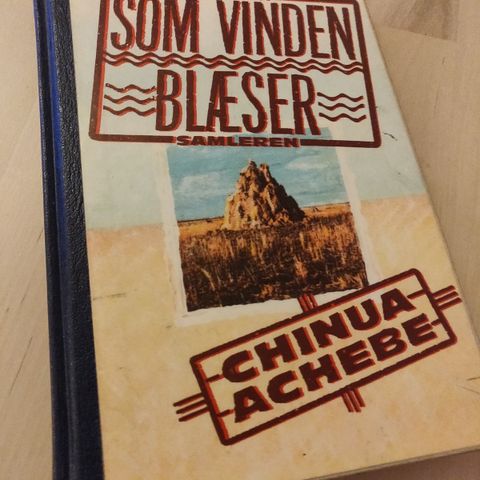 SOM VINDEN
BLÆSER
SAMLEREN
CHINUA
ACHEBE